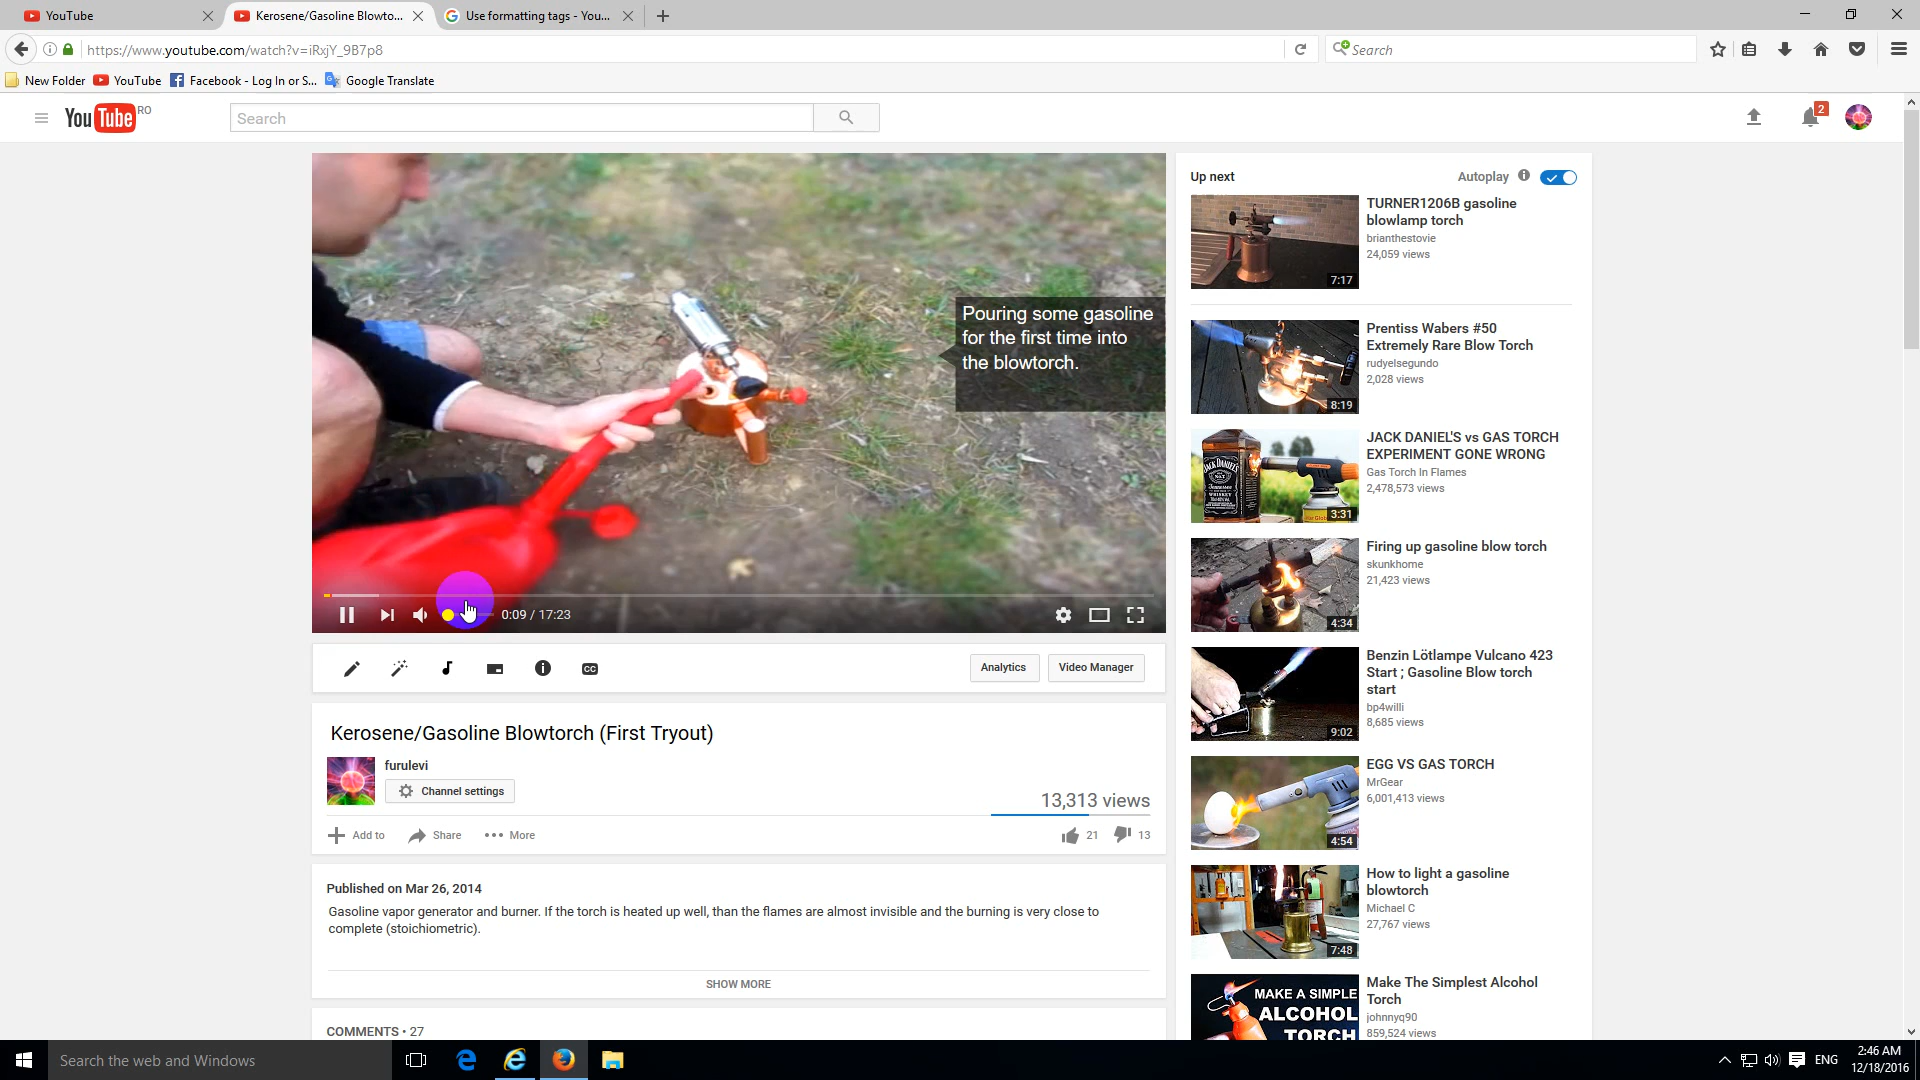 YouTube
Kerosene/Gasoline Blowto...
Use formatting tags - You...
https://www.youtube.com/watch?v=iRxjY_9B7p8
Search
New Folder
YouTube
Facebook - Log In or S...
Google Translate
YouTube RO
Search
2
Pouring some gasoline
for the first time into
the blowtorch.
0:09 / 17:23
CC
Analytics
Video Manager
Kerosene/Gasoline Blowtorch (First Tryout)
furulevi
Channel settings
13,313 views
Add to
Share
More
21
13
Published on Mar 26, 2014
Gasoline vapor generator and burner. If the torch is heated up well, than the flames are almost invisible and the burning is very close to
complete (stoichiometric).
SHOW MORE
COMMENTS • 27
Up next
Autoplay
TURNER1206B gasoline
blowlamp torch
brianthestovie
24,059 views
7:17
Prentiss Wabers #50
Extremely Rare Blow Torch
rudyelsegundo
2,028 views
8:19
JACK DANIEL'S vs GAS TORCH
EXPERIMENT GONE WRONG
Gas Torch In Flames
2,478,573 views
3:31
Firing up gasoline blow torch
skunkhome
21,423 views
4:34
Benzin Lötlampe Vulcano 423
Start ; Gasoline Blow torch
start
bp4willi
8,685 views
9:02
EGG VS GAS TORCH
MrGear
6,001,413 views
4:54
How to light a gasoline
blowtorch
Michael C
27,767 views
7:48
MAKE A SIMPLE
ALCOHOL
TORCH
Make The Simplest Alcohol
Torch
johnnyq90
859,524 views
Search the web and Windows
ENG
2:46 AM
12/18/2016